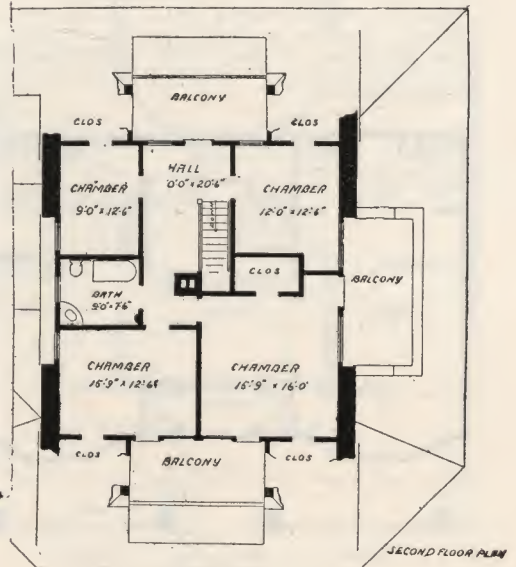 BALCONY
CLOS
CLOS
HALL
0'0" x 20'6"
CHAMBER
9'0" x 12'6"
CHAMBER
12'0" x 12'6"
CLOS
BALCONY
BATH
9'0" x 7'6"
CHAMBER
15'9" x 12'6"
CHAMBER
15'9" x 16'0"
CLOS
BALCONY
CLOS
SECOND FLOOR PLAN